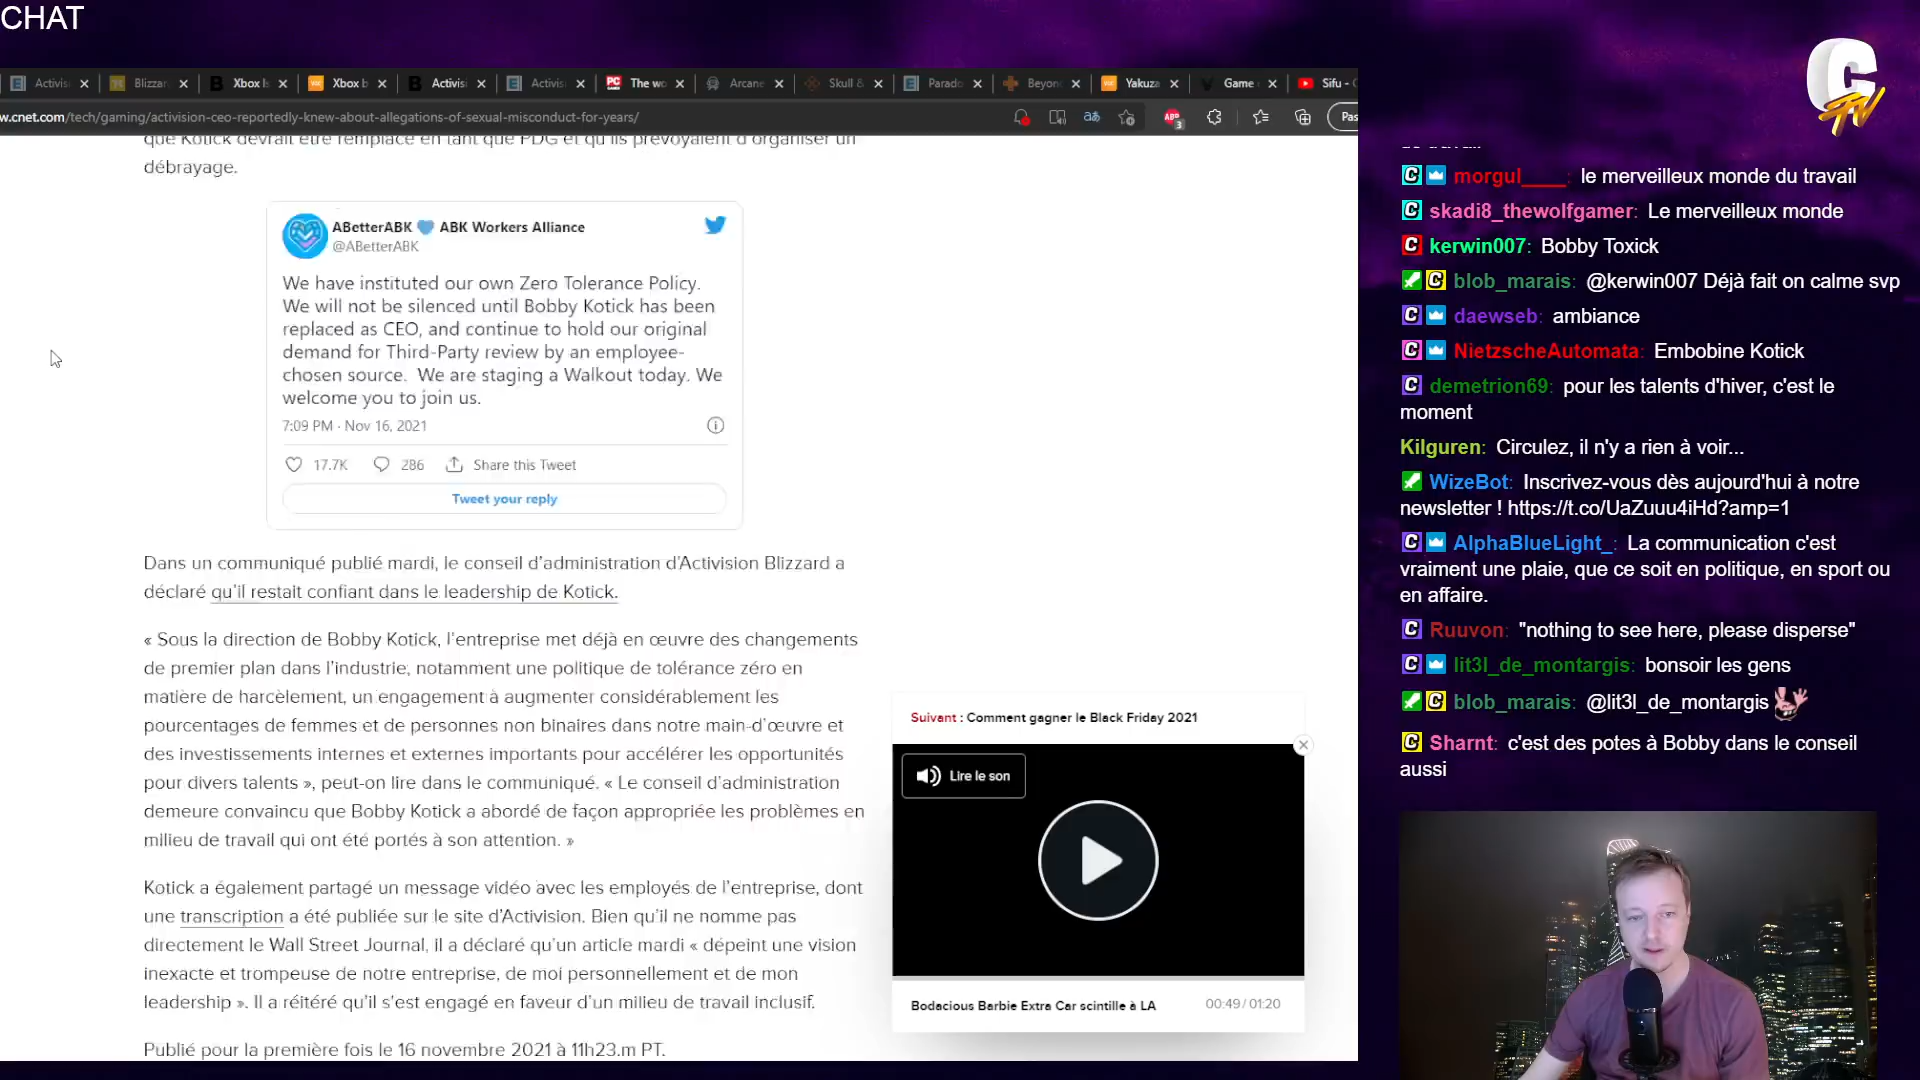 CHAT
Activis
Blizzar
Xbox Is
Xbox b
Activisi
Activis
The wo
Arcane
Skull &
Parado
Beyon
Yakuza
Game
Sifu - C
w.cnet.com/tech/gaming/activision-ceo-reportedly-knew-about-allegations-of-sexual-misconduct-for-years/
aあ
ABP
3
Pas
C
TV
que Kotick devrait être remplacé en tant que PDG et qu'ils prévoyaient d'organiser un
débrayage.
ABetterABK 💙 ABK Workers Alliance
@ABetterABK
We have instituted our own Zero Tolerance Policy.
We will not be silenced until Bobby Kotick has been
replaced as CEO, and continue to hold our original
demand for Third-Party review by an employee-
chosen source. We are staging a Walkout today. We
welcome you to join us.
7:09 PM · Nov 16, 2021
17.7K 286 Share this Tweet
Tweet your reply
Dans un communiqué publié mardi, le conseil d'administration d'Activision Blizzard a
déclaré qu'il restait confiant dans le leadership de Kotick.
« Sous la direction de Bobby Kotick, l'entreprise met déjà en œuvre des changements
de premier plan dans l'industrie, notamment une politique de tolérance zéro en
matière de harcèlement, un engagement à augmenter considérablement les
pourcentages de femmes et de personnes non binaires dans notre main-d'œuvre et
des investissements internes et externes importants pour accélérer les opportunités
pour divers talents », peut-on lire dans le communiqué. « Le conseil d'administration
demeure convaincu que Bobby Kotick a abordé de façon appropriée les problèmes en
milieu de travail qui ont été portés à son attention. »
Kotick a également partagé un message vidéo avec les employés de l'entreprise, dont
une transcription a été publiée sur le site d'Activision. Bien qu'il ne nomme pas
directement le Wall Street Journal, il a déclaré qu'un article mardi « dépeint une vision
inexacte et trompeuse de notre entreprise, de moi personnellement et de mon
leadership ». Il a réitéré qu'il s'est engagé en faveur d'un milieu de travail inclusif.
Publié pour la première fois le 16 novembre 2021 à 11h23.m PT.
Suivant : Comment gagner le Black Friday 2021
Lire le son
Bodacious Barbie Extra Car scintille à LA 00:49 / 01:20
morgul____: le merveilleux monde du travail
skadi8_thewolfgamer: Le merveilleux monde
kerwin007: Bobby Toxick
blob_marais: @kerwin007 Déjà fait on calme svp
daewseb: ambiance
NietzscheAutomata: Embobine Kotick
demetrion69: pour les talents d'hiver, c'est le
moment
Kilguren: Circulez, il n'y a rien à voir...
WizeBot: Inscrivez-vous dès aujourd'hui à notre
newsletter ! https://t.co/UaZuuu4iHd?amp=1
AlphaBlueLight_: La communication c'est
vraiment une plaie, que ce soit en politique, en sport ou
en affaire.
Ruuvon: "nothing to see here, please disperse"
lit3l_de_montargis: bonsoir les gens
blob_marais: @lit3l_de_montargis
Sharnt: c'est des potes à Bobby dans le conseil
aussi